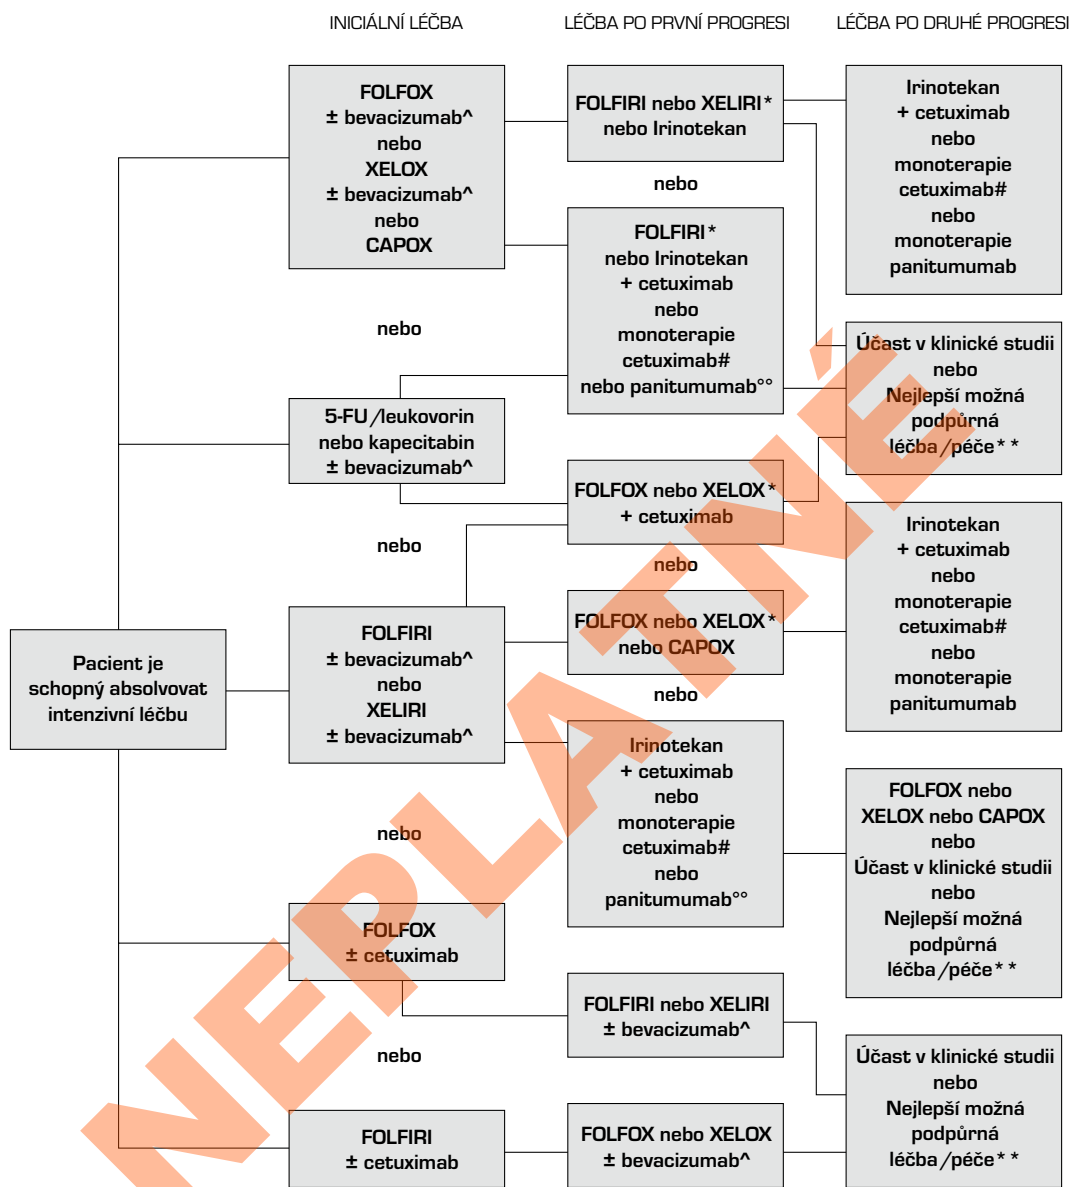 INICIÁLNÍ LÉČBA
LÉČBA PO PRVNÍ PROGRESI
LÉČBA PO DRUHÉ PROGRESI
Pacient je
schopný absolvovat
intenzivní léčbu
FOLFOX
± bevacizumab^
nebo
XELOX
± bevacizumab^
nebo
CAPOX
nebo
5-FU/leukovorin
nebo kapecitabin
± bevacizumab^
nebo
FOLFIRI
± bevacizumab^
nebo
XELIRI
± bevacizumab^
nebo
FOLFOX
± cetuximab
nebo
FOLFIRI
± cetuximab
FOLFIRI nebo XELIRI*
nebo Irinotekan
nebo
FOLFIRI*
nebo Irinotekan
+ cetuximab
nebo
monoterapie
cetuximab#
nebo panitumumab°°
FOLFOX nebo XELOX*
+ cetuximab
nebo
FOLFOX nebo XELOX*
nebo CAPOX
nebo
Irinotekan
+ cetuximab
nebo
monoterapie
cetuximab#
nebo
panitumumab°°
FOLFIRI nebo XELIRI
± bevacizumab^
FOLFOX nebo XELOX
± bevacizumab^
Irinotekan
+ cetuximab
nebo
monoterapie
cetuximab#
nebo
monoterapie
panitumumab
Účast v klinické studii
nebo
Nejlepší možná
podpůrná
léčba/péče**
Irinotekan
+ cetuximab
nebo
monoterapie
cetuximab#
nebo
monoterapie
panitumumab
FOLFOX nebo
XELOX nebo CAPOX
nebo
Účast v klinické studii
nebo
Nejlepší možná
podpůrná
léčba/péče**
Účast v klinické studii
nebo
Nejlepší možná
podpůrná
léčba/péče**
NEPLATNÉ